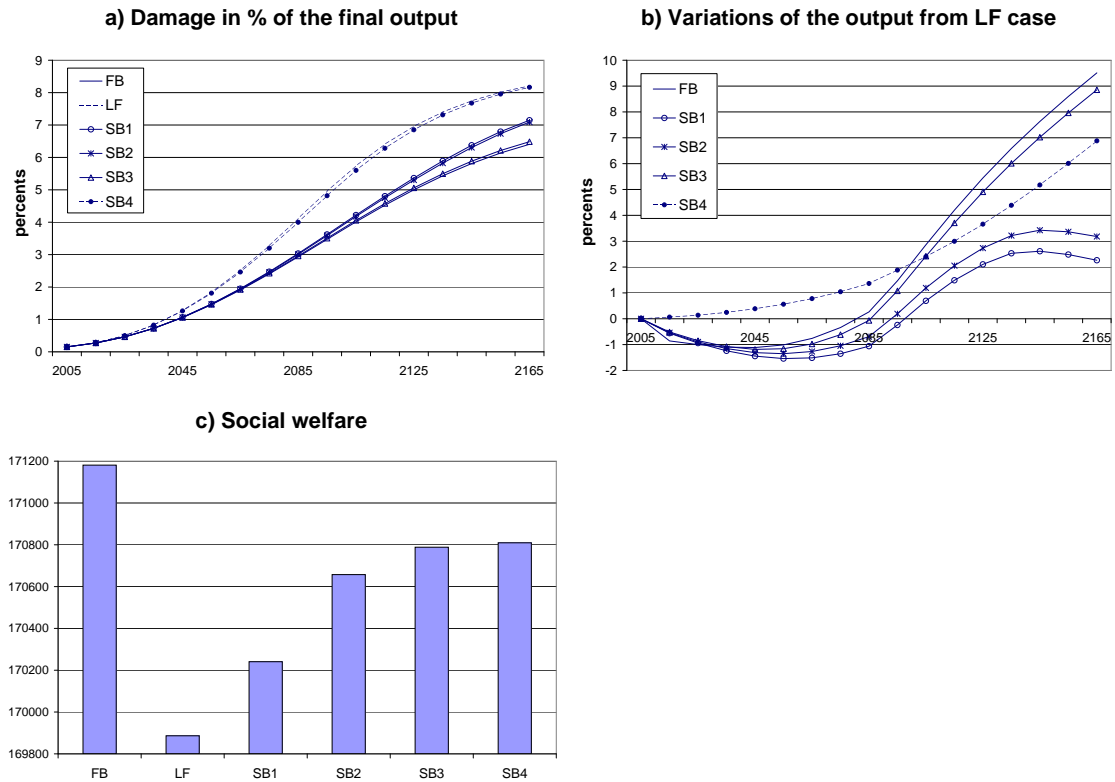 a) Damage in % of the final output
percents
9
8
7
6
5
4
3
2
1
0
FB
LF
SB1
SB2
SB3
SB4
2005 2045 2085 2125 2165
b) Variations of the output from LF case
percents
10
9
8
7
6
5
4
3
2
1
0
-1
-2
FB
SB1
SB2
SB3
SB4
2005 2045 2085 2125 2165
c) Social welfare
171200
171000
170800
170600
170400
170200
170000
169800
FB LF SB1 SB2 SB3 SB4